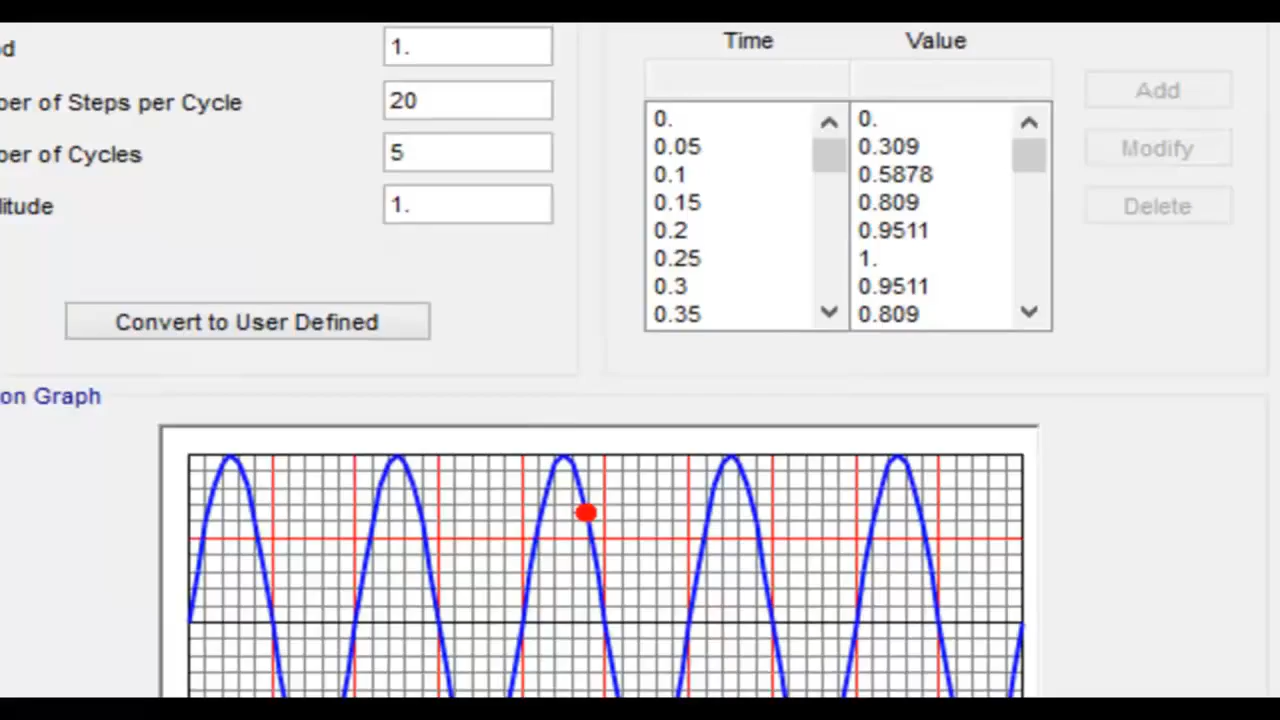 d
1.
ber of Steps per Cycle
20
ber of Cycles
5
litude
1.
Convert to User Defined
Time Value
0. 0.
0.05 0.309
0.1 0.5878
0.15 0.809
0.2 0.9511
0.25 1.
0.3 0.9511
0.35 0.809
Add
Modify
Delete
on Graph